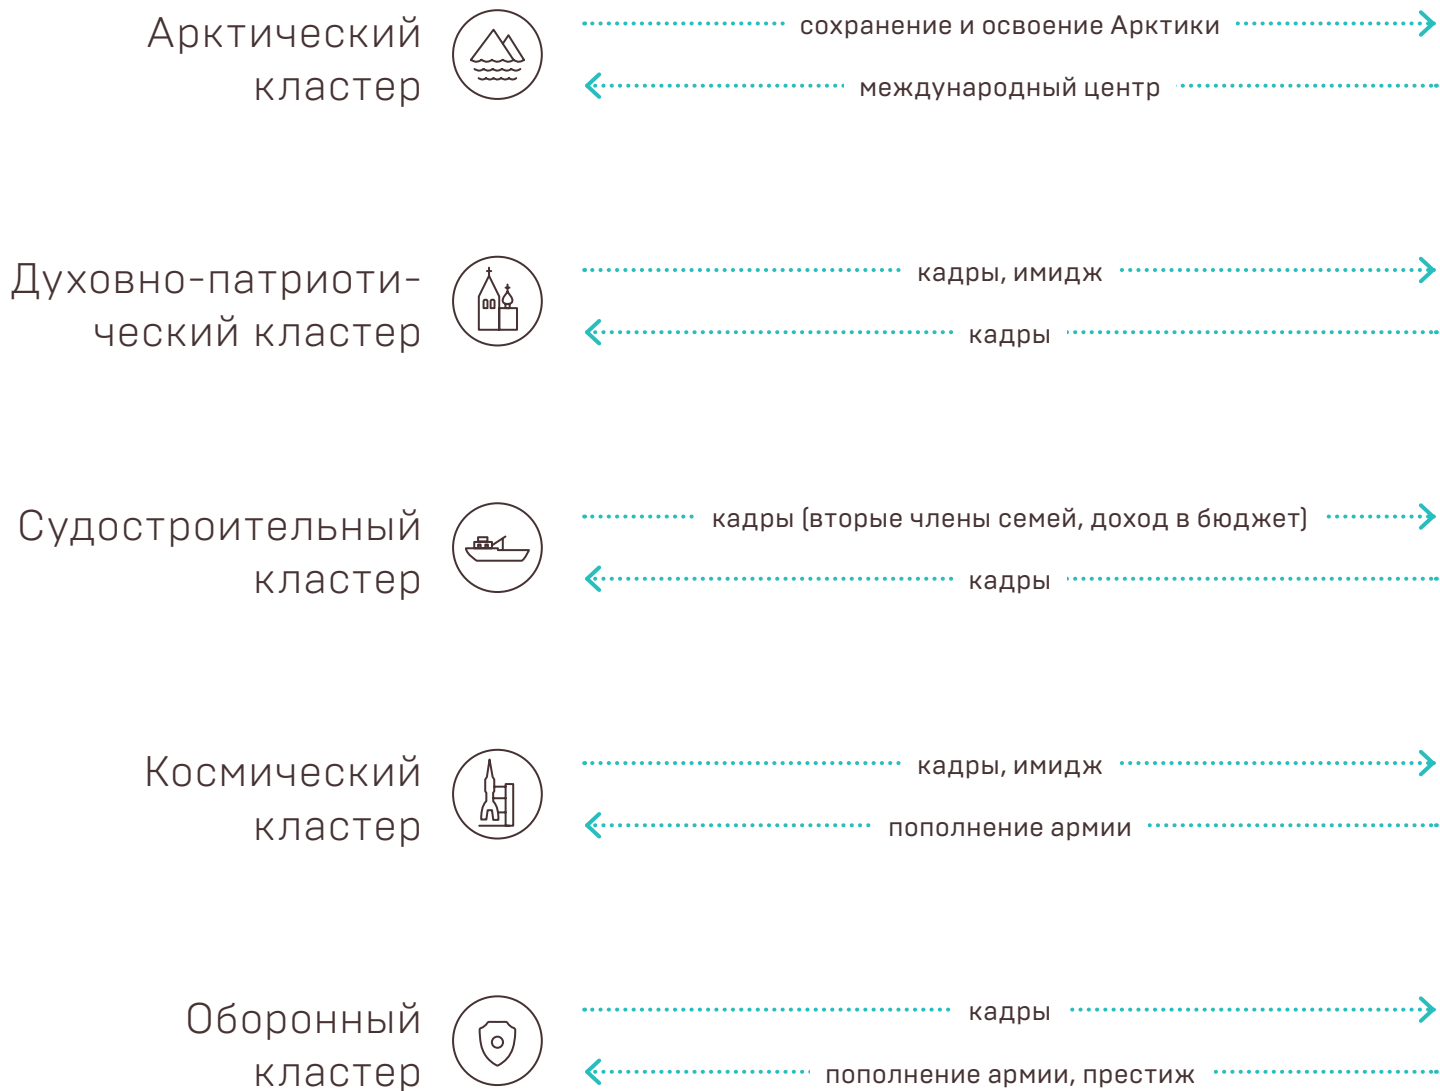 Арктический
кластер
сохранение и освоение Арктики
международный центр
Духовно-патриоти-
ческий кластер
кадры, имидж
кадры
Судостроительный
кластер
кадры (вторые члены семей, доход в бюджет)
кадры
Космический
кластер
кадры, имидж
пополнение армии
Оборонный
кластер
кадры
пополнение армии, престиж